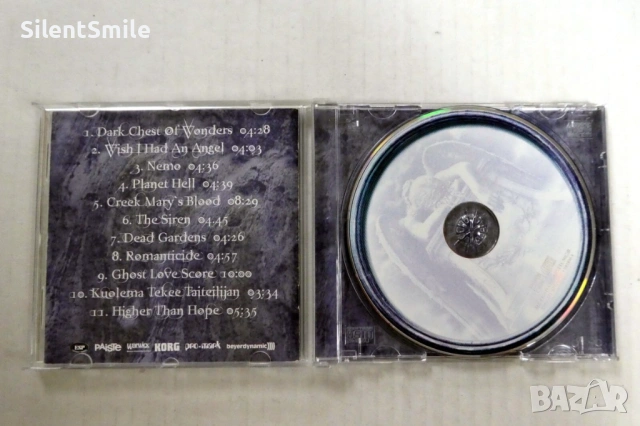 SilentSmile
1. Dark Chest Of Wonders 04:28
2. Wish I Had An Angel 04:03
3. Nemo 04:36
4. Planet Hell 04:39
5. Creek Mary's Blood 08:29
6. The Siren 04.45
7. Dead Gardens 04:26
8. Romanticide 04:57
9. Ghost Love Score 10:00
10. Kuolema Tekee Taiteilijan 03:34
11. Higher Than Hope 05:35
ESP PAiSTe Warwick KORG PRO-MARK beyerdynamic
BAZAR